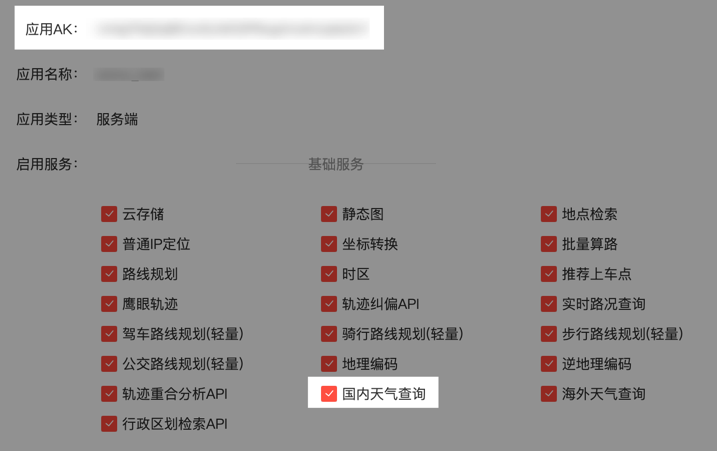 应用AK：
应用名称：
应用类型： 服务端
启用服务： 基础服务
云存储 静态图 地点检索
普通IP定位 坐标转换 批量算路
路线规划 时区 推荐上车点
鹰眼轨迹 轨迹纠偏API 实时路况查询
驾车路线规划(轻量) 骑行路线规划(轻量) 步行路线规划(轻量)
公交路线规划(轻量) 地理编码 逆地理编码
轨迹重合分析API 国内天气查询 海外天气查询
行政区划检索API